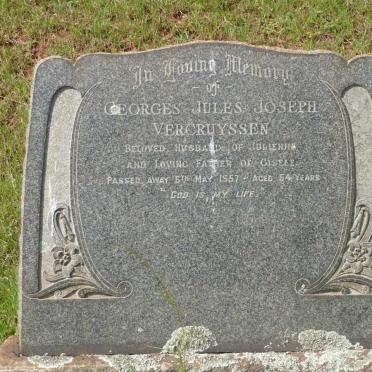 In Loving Memory
of
GEORGES JULES JOSEPH
VERCRUYSSEN
BELOVED HUSBAND OF JULIENNE
AND LOVING FATHER OF GISELE.
PASSED AWAY 6TH MAY 1957 - AGED 54 YEARS
"GOD IS MY LIFE."